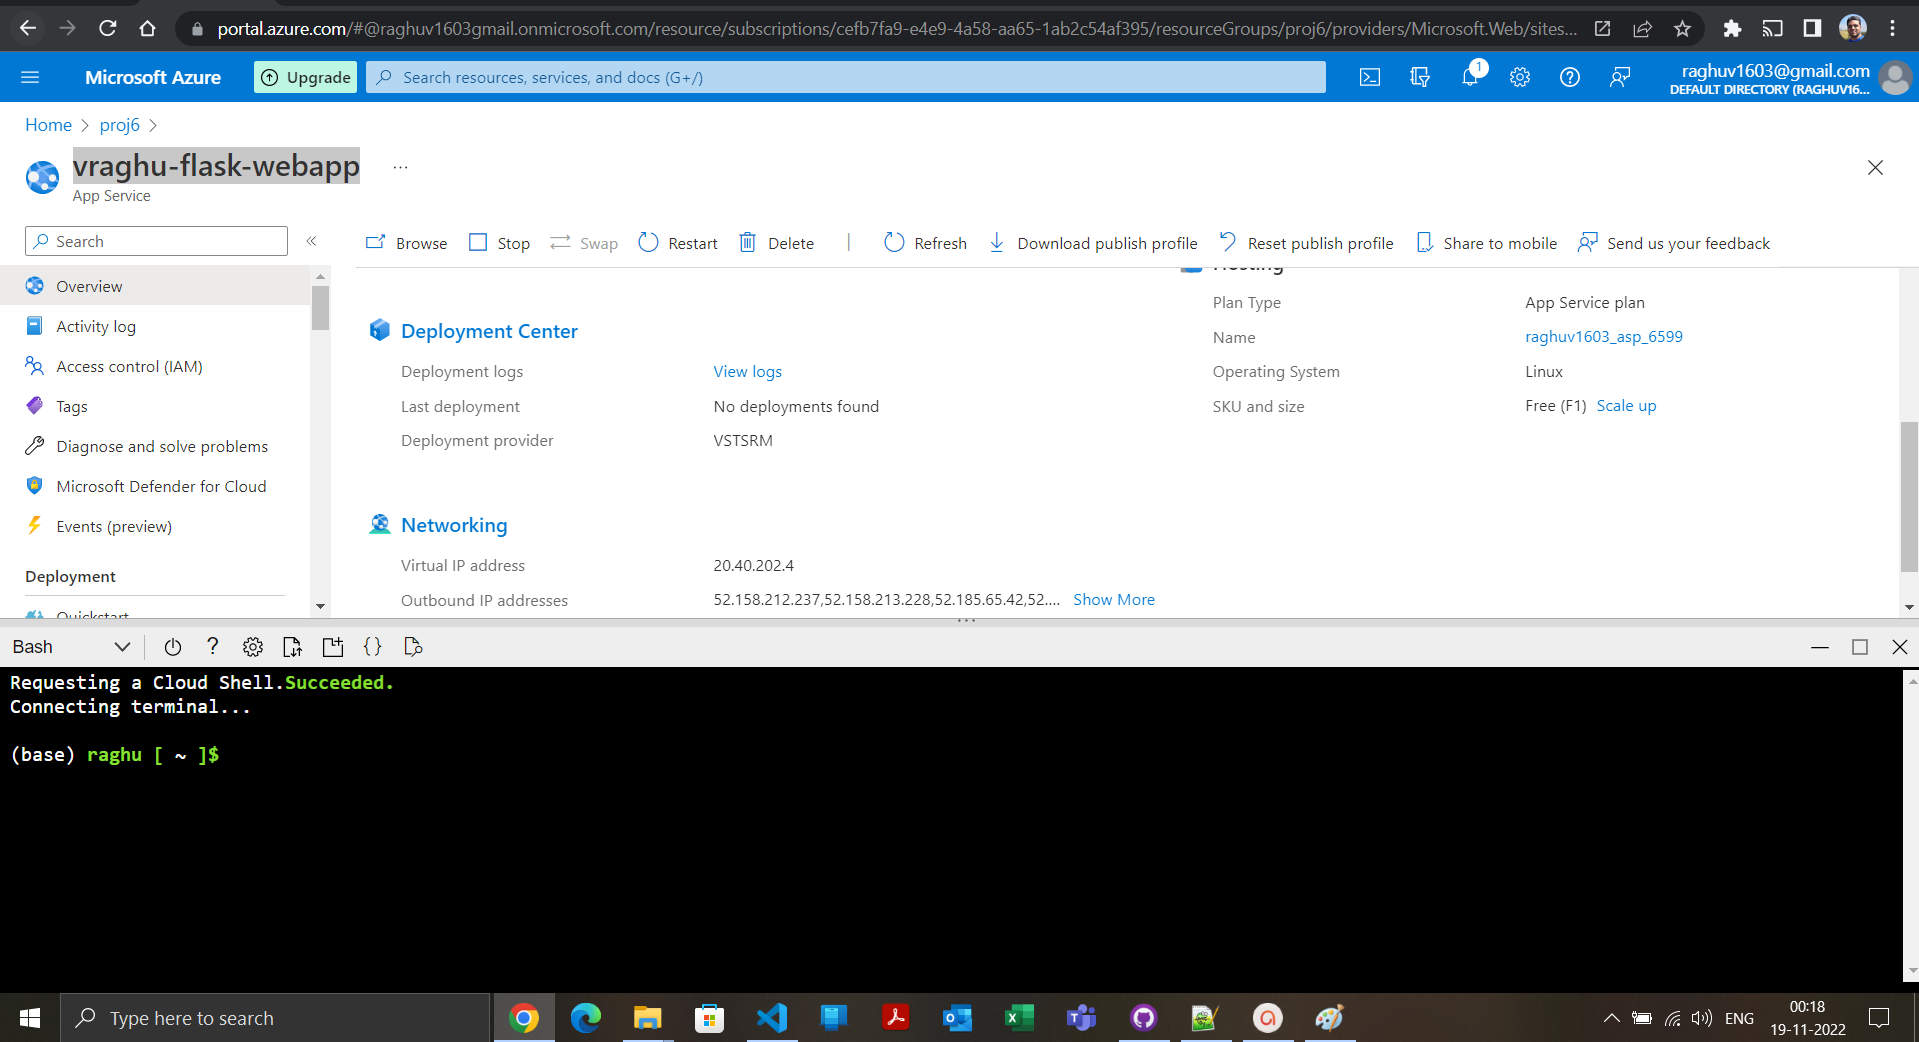 portal.azure.com/#@raghuv1603gmail.onmicrosoft.com/resource/subscriptions/cefb7fa9-e4e9-4a58-aa65-1ab2c54af395/resourceGroups/proj6/providers/Microsoft.Web/sites...
Microsoft Azure
Upgrade
Search resources, services, and docs (G+/)
1
raghuv1603@gmail.com
DEFAULT DIRECTORY (RAGHUV16...
Home > proj6 >
vraghu-flask-webapp ...
App Service
Search «
Browse Stop Swap Restart Delete | Refresh Download publish profile Reset publish profile Share to mobile Send us your feedback
Overview
Activity log
Access control (IAM)
Tags
Diagnose and solve problems
Microsoft Defender for Cloud
Events (preview)
Deployment
Quickstart
Deployment Center
Deployment logs View logs
Last deployment No deployments found
Deployment provider VSTSRM
Networking
Virtual IP address 20.40.202.4
Outbound IP addresses 52.158.212.237,52.158.213.228,52.185.65.42,52.... Show More
Hosting
Plan Type App Service plan
Name raghuv1603_asp_6599
Operating System Linux
SKU and size Free (F1) Scale up
Bash
Requesting a Cloud Shell.Succeeded.
Connecting terminal...
(base) raghu [ ~ ]$
Type here to search
ENG
00:18
19-11-2022